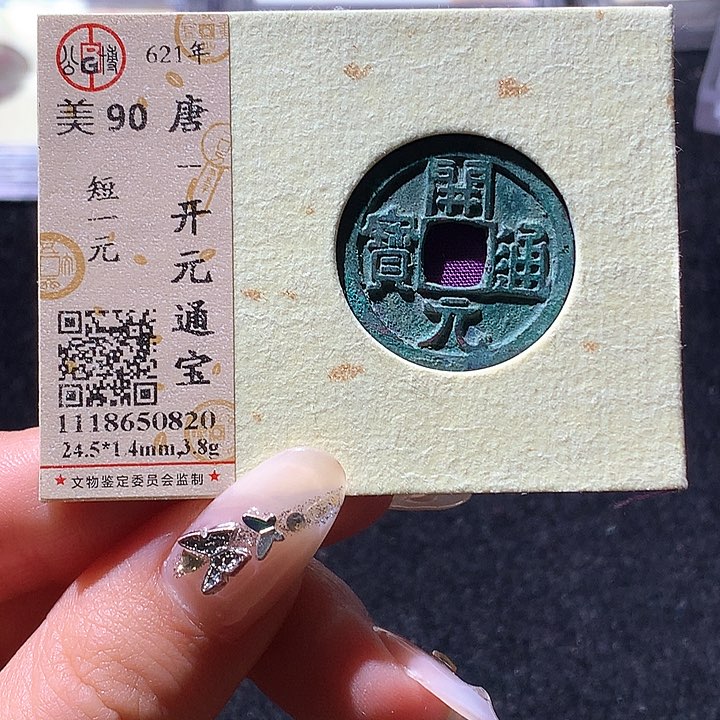 公博
621年
美 90
唐一开元通宝
短一元
1118650820
24.5*1.4mm,3.8g
★文物鉴定委员会监制★
開元通寶